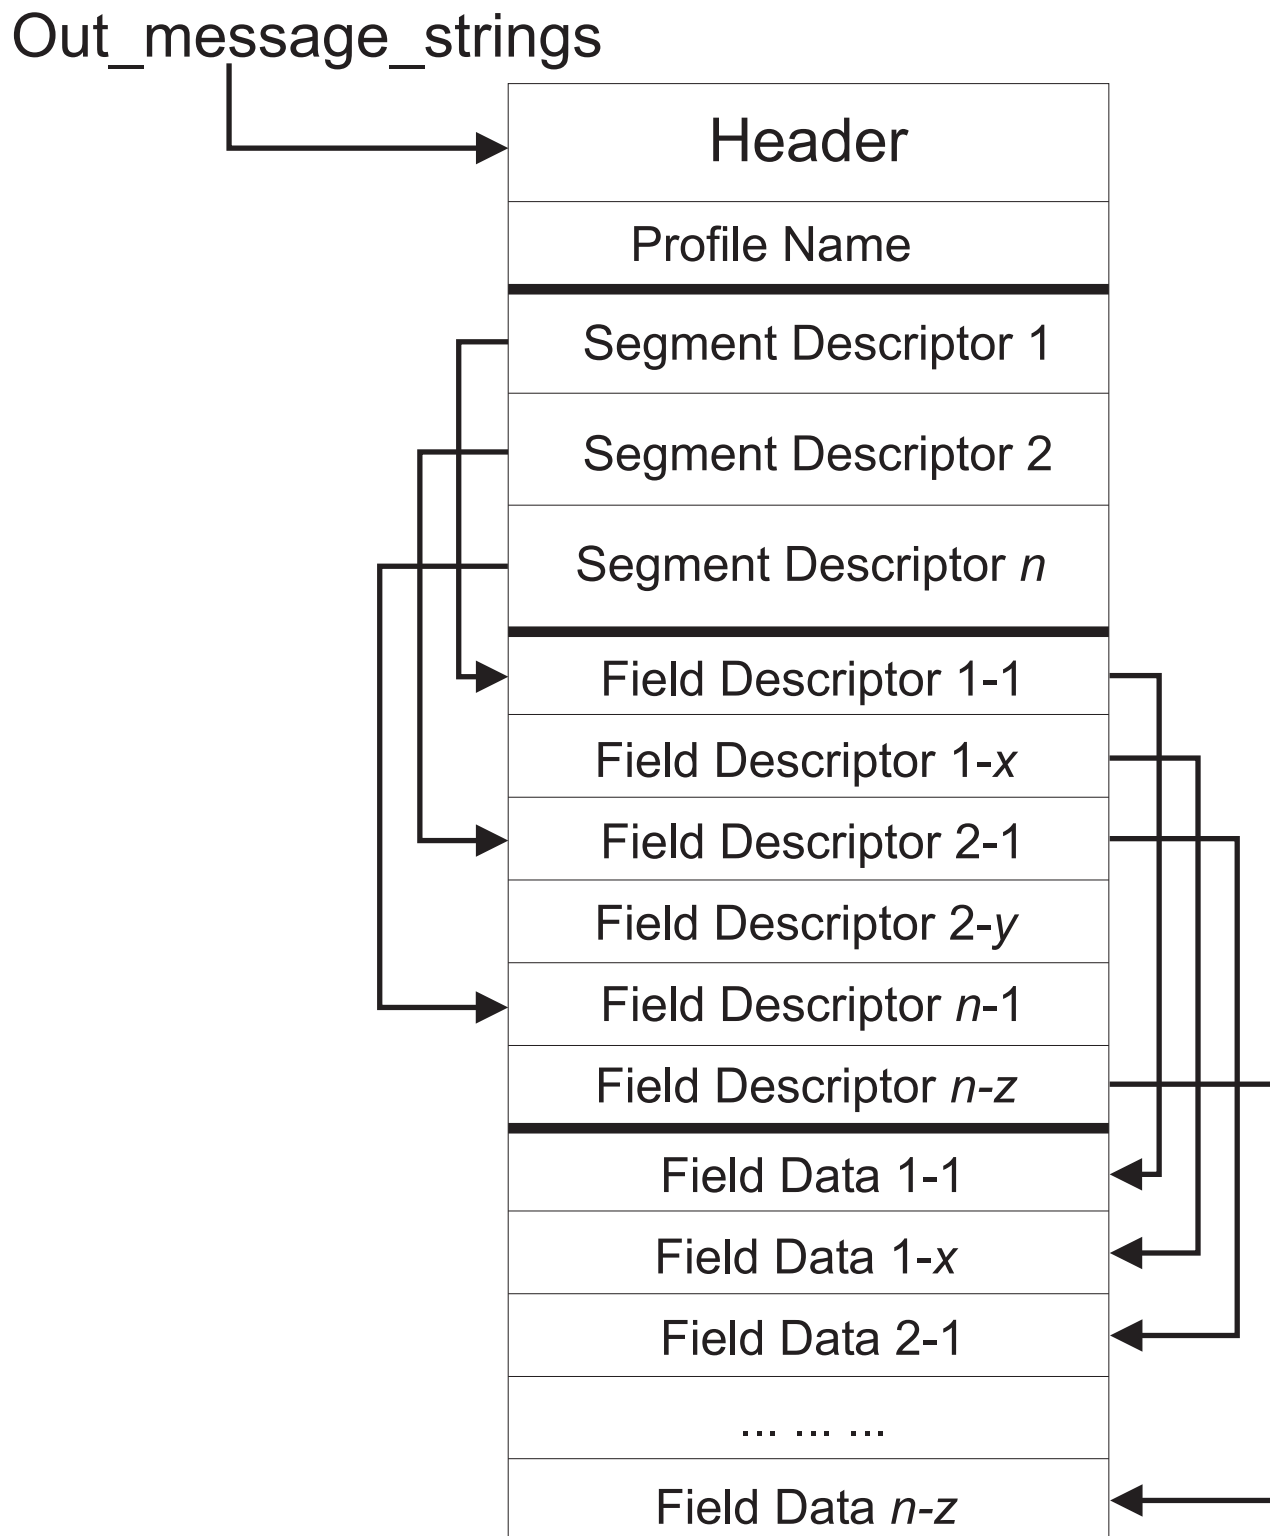 Out_message_strings
Header
Profile Name
Segment Descriptor 1
Segment Descriptor 2
Segment Descriptor n
Field Descriptor 1-1
Field Descriptor 1-x
Field Descriptor 2-1
Field Descriptor 2-y
Field Descriptor n-1
Field Descriptor n-z
Field Data 1-1
Field Data 1-x
Field Data 2-1
... ... ...
Field Data n-z